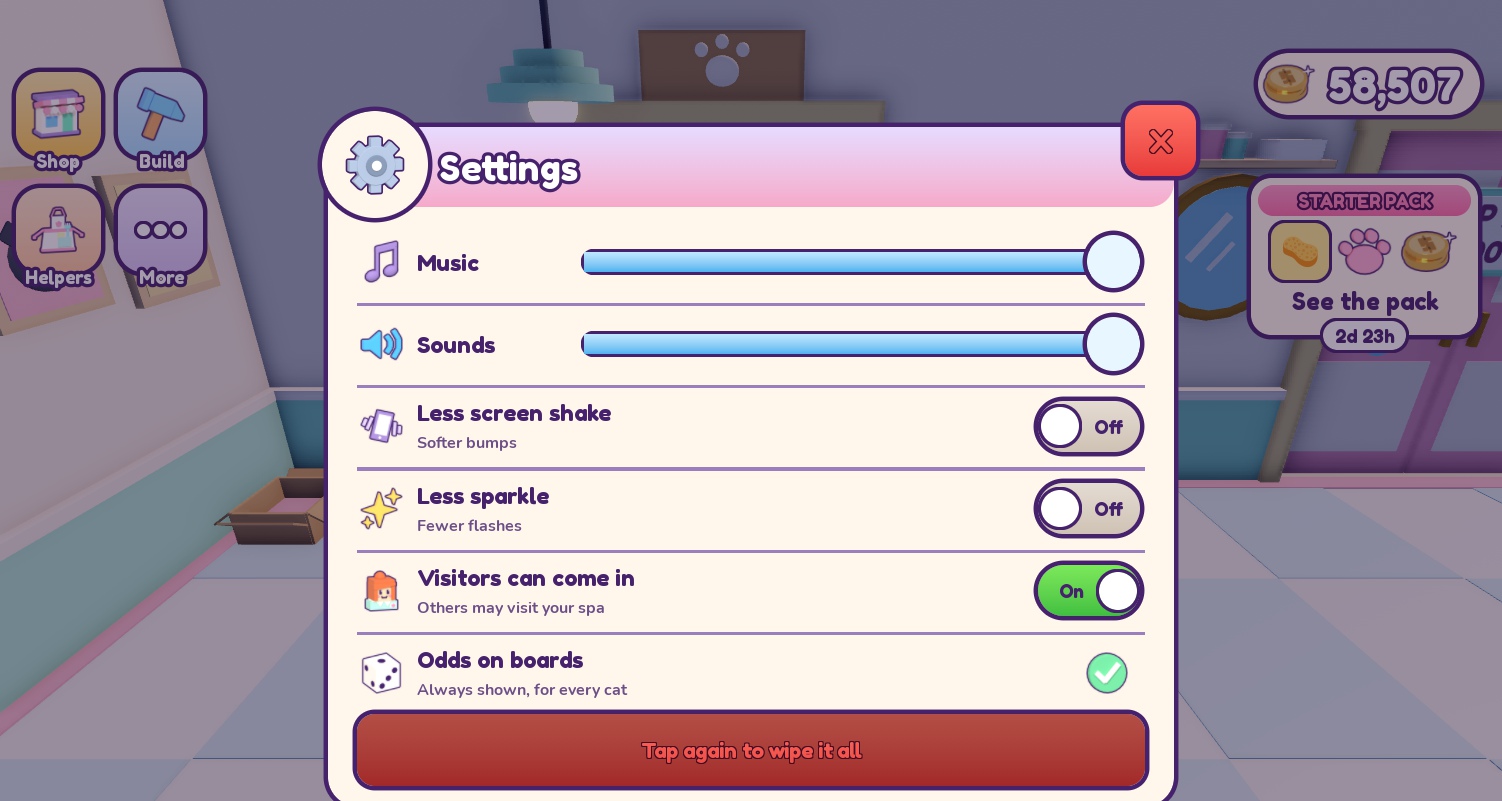 Shop
Build
Helpers
More
58,507
STARTER PACK
See the pack
2d 23h
Settings
Music
Sounds
Less screen shake
Softer bumps
Off
Less sparkle
Fewer flashes
Off
Visitors can come in
Others may visit your spa
On
Odds on boards
Always shown, for every cat
Tap again to wipe it all